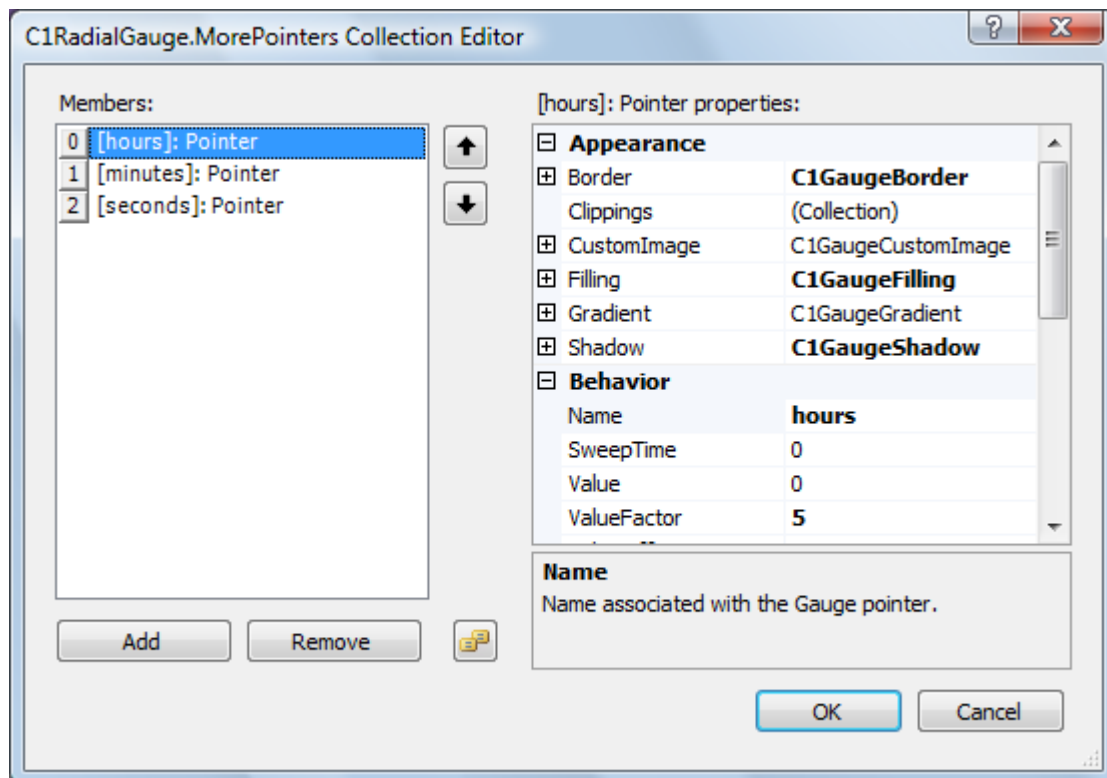 C1RadialGauge.MorePointers Collection Editor
Members:
0 [hours]: Pointer
1 [minutes]: Pointer
2 [seconds]: Pointer
Add Remove
[hours]: Pointer properties:
Appearance
Border C1GaugeBorder
Clippings (Collection)
CustomImage C1GaugeCustomImage
Filling C1GaugeFilling
Gradient C1GaugeGradient
Shadow C1GaugeShadow
Behavior
Name hours
SweepTime 0
Value 0
ValueFactor 5
Name
Name associated with the Gauge pointer.
OK Cancel